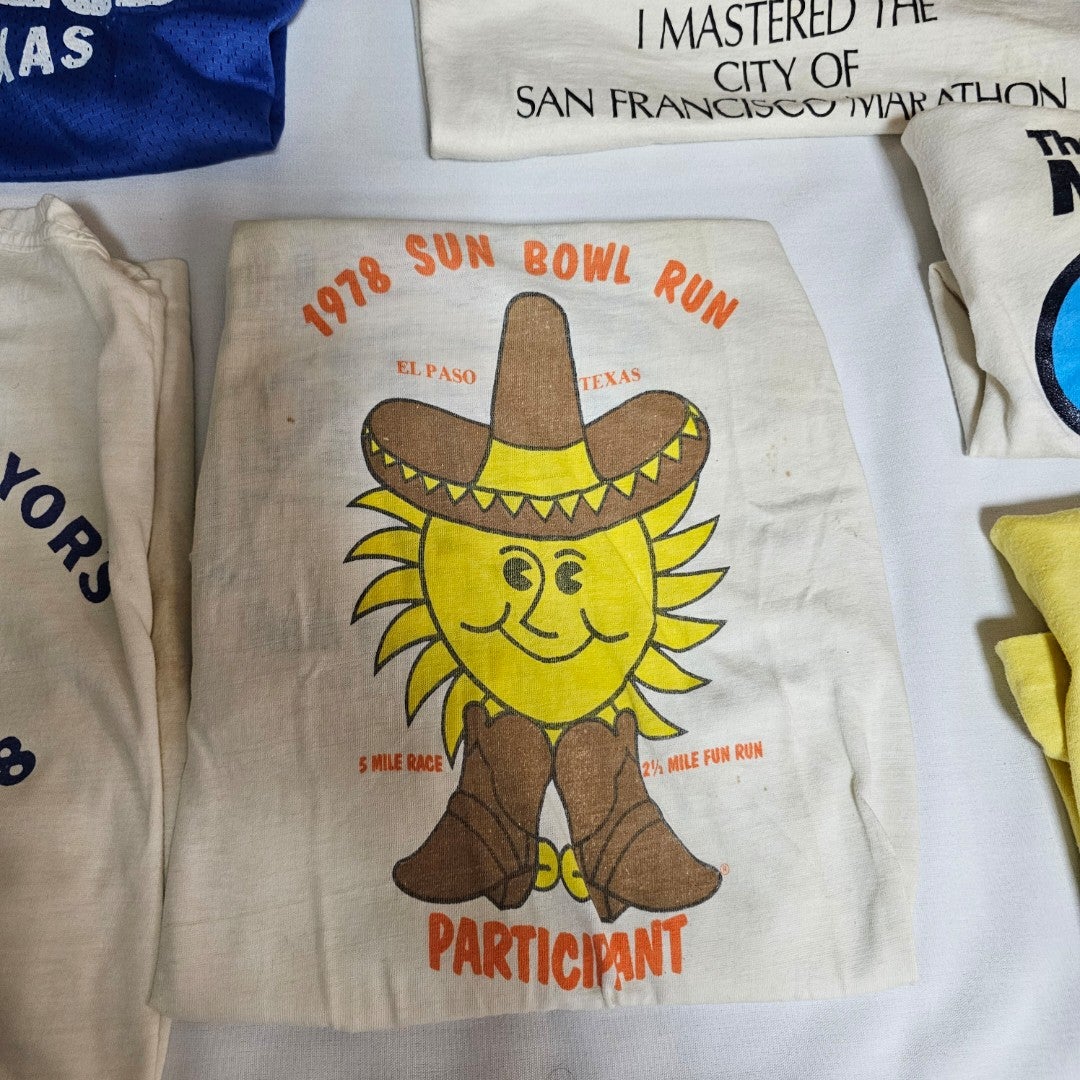 XAS
I MASTERED THE
CITY OF
SAN FRANCISCO MARATHON
YORS
8
1978 SUN BOWL RUN
EL PASO TEXAS
5 MILE RACE 2½ MILE FUN RUN
®
PARTICIPANT